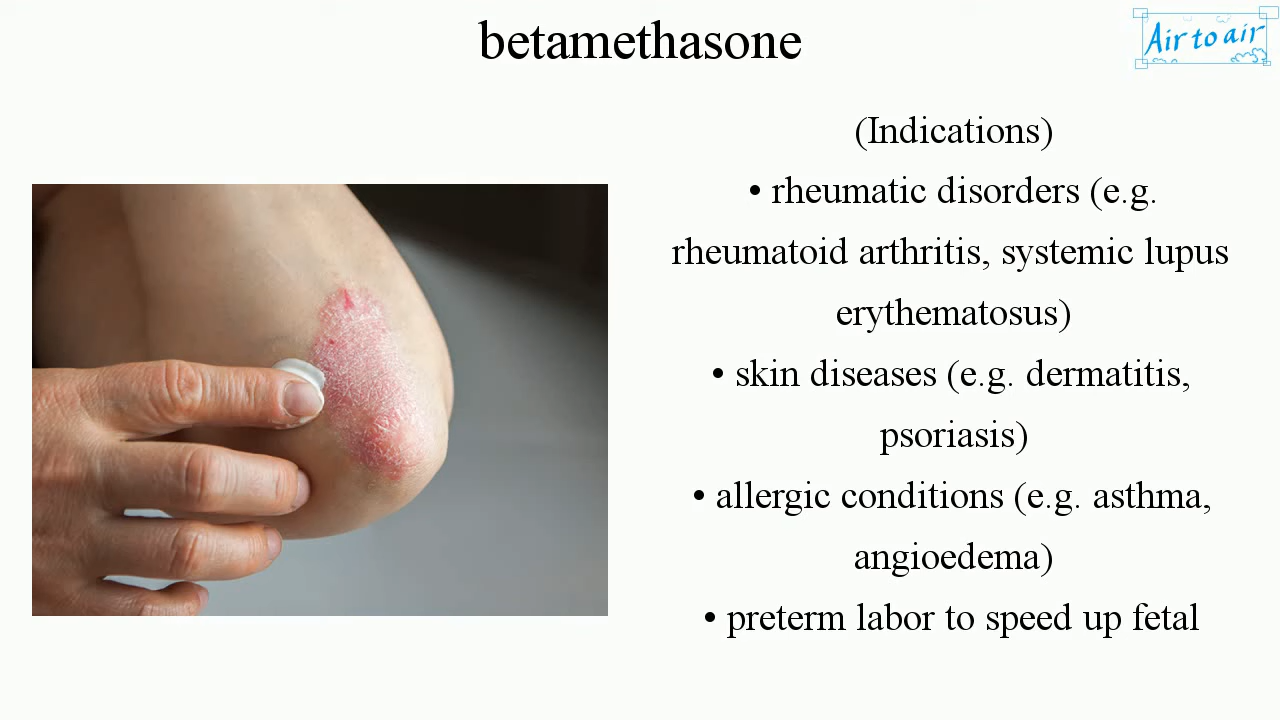 betamethasone
Air to air
(Indications)
• rheumatic disorders (e.g.
rheumatoid arthritis, systemic lupus
erythematosus)
• skin diseases (e.g. dermatitis,
psoriasis)
• allergic conditions (e.g. asthma,
angioedema)
• preterm labor to speed up fetal